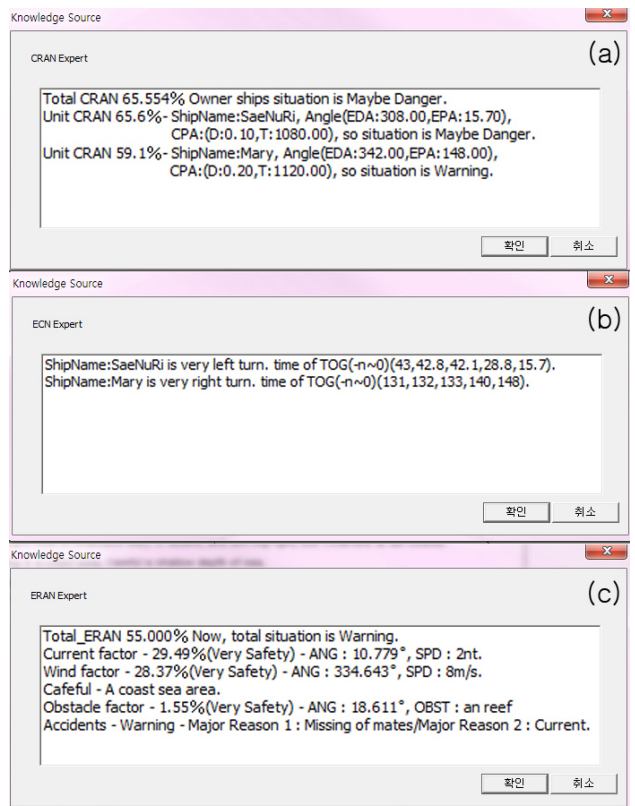 Knowledge Source
x
(a)
CRAN Expert
Total CRAN 65.554% Owner ships situation is Maybe Danger.
Unit CRAN 65.6%- ShipName:SaeNuRi, Angle(EDA:308.00,EPA:15.70),
CPA:(D:0.10,T:1080.00), so situation is Maybe Danger.
Unit CRAN 59.1%- ShipName:Mary, Angle(EDA:342.00,EPA:148.00),
CPA:(D:0.20,T:1120.00), so situation is Warning.
확인 취소
Knowledge Source
x
(b)
ECN Expert
ShipName:SaeNuRi is very left turn. time of TOG(-n~0)(43,42.8,42.1,28.8,15.7).
ShipName:Mary is very right turn. time of TOG(-n~0)(131,132,133,140,148).
확인 취소
Knowledge Source
x
(c)
ERAN Expert
Total_ERAN 55.000% Now, total situation is Warning.
Current factor - 29.49%(Very Safety) - ANG : 10.779°, SPD : 2nt.
Wind factor - 28.37%(Very Safety) - ANG : 334.643°, SPD : 8m/s.
Cafeful - A coast sea area.
Obstacle factor - 1.55%(Very Safety) - ANG : 18.611°, OBST : an reef
Accidents - Warning - Major Reason 1 : Missing of mates/Major Reason 2 : Current.
확인 취소